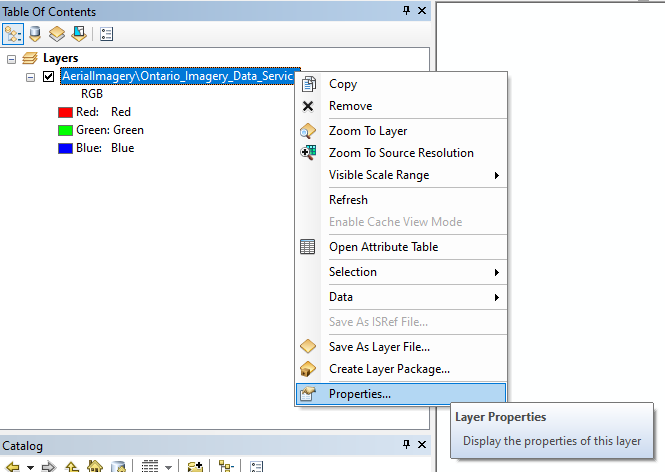 Table Of Contents
Layers
AerialImagery\Ontario_Imagery_Data_Servic
RGB
Red: Red
Green: Green
Blue: Blue
Copy
Remove
Zoom To Layer
Zoom To Source Resolution
Visible Scale Range
Refresh
Enable Cache View Mode
Open Attribute Table
Selection
Data
Save As ISRef File...
Save As Layer File...
Create Layer Package...
Properties...
Layer Properties
Display the properties of this layer
Catalog